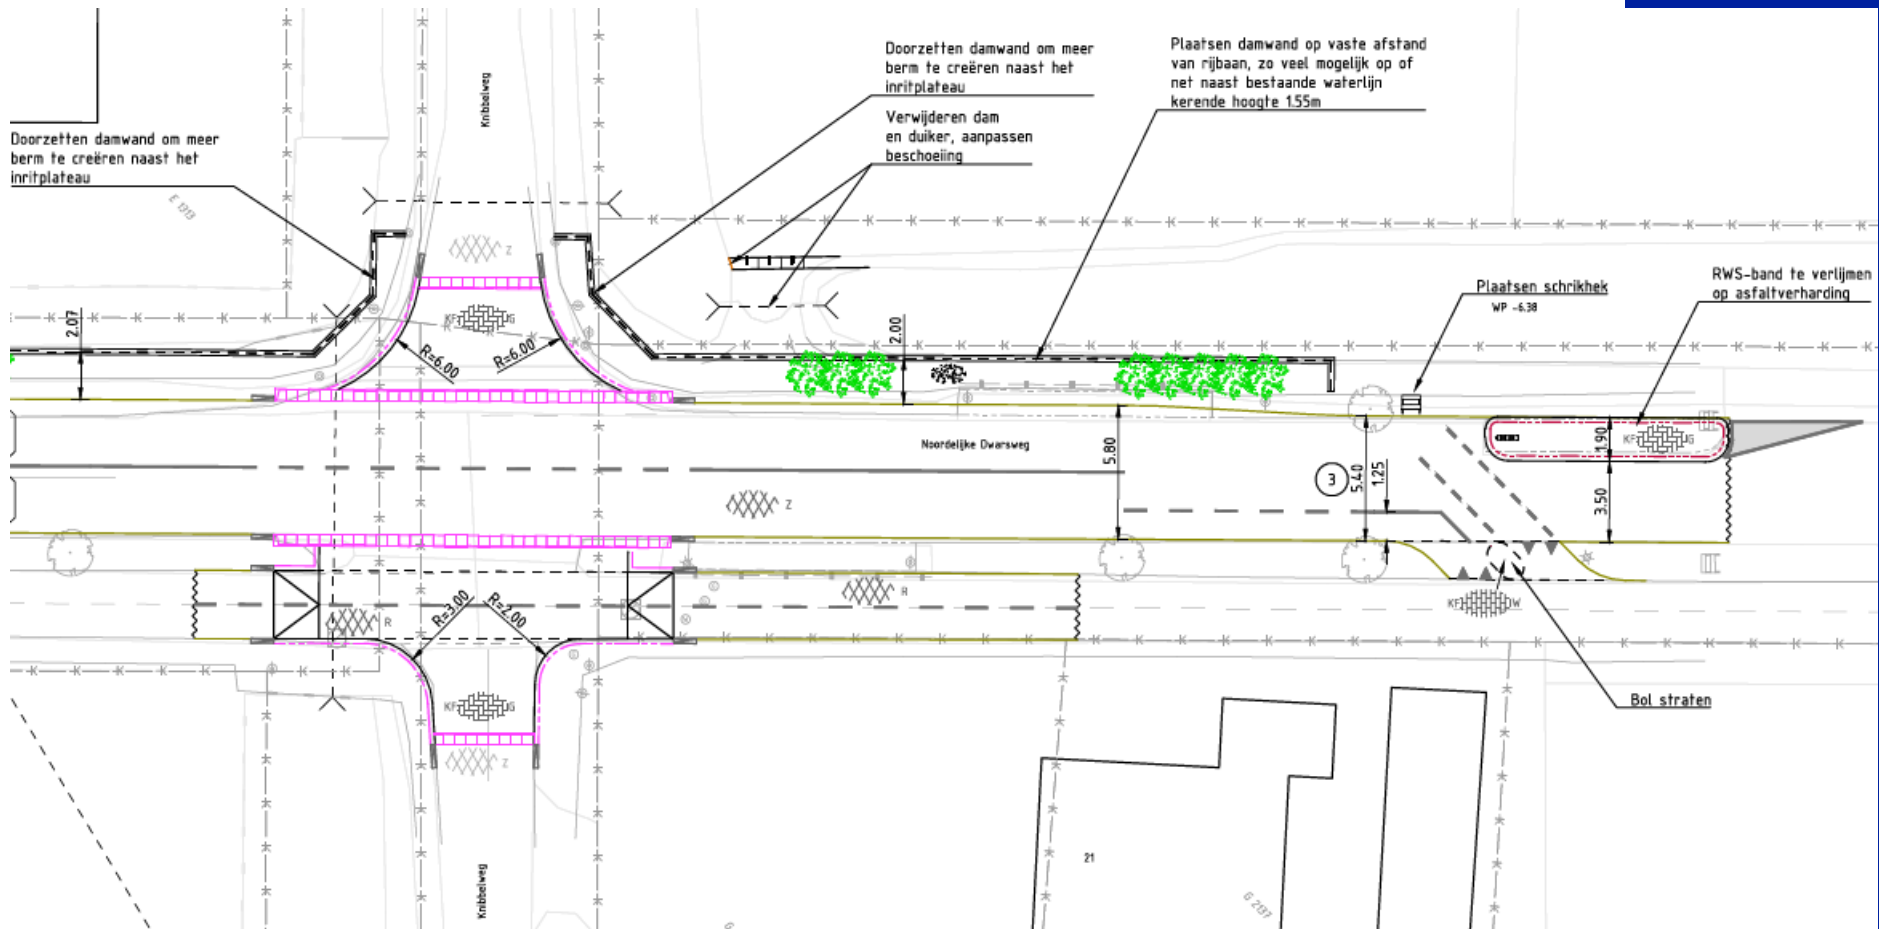 Doorzetten damwand om meer
berm te creëren naast het
inritplateau
Plaatsen damwand op vaste afstand
van rijbaan, zo veel mogelijk op of
net naast bestaande waterlijn
kerende hoogte 1.55m
Verwijderen dam
en duiker, aanpassen
beschoeiing
Doorzetten damwand om meer
berm te creëren naast het
inritplateau
Knibbelweg
E 1313
Z
Plaatsen schrikhek
WP -6.38
RWS-band te verlijmen
op asfaltverharding
2.07
KF
G
R=6.00
R=6.00
2.00
Noordelijke Dwarsweg
5.80
3
5.40
1.25
KF
G
1.90
3.50
Z
R
R
R=3.00
R=2.00
KF
W
KF
G
Z
Bol straten
Knibbelweg
21
G 2137
G